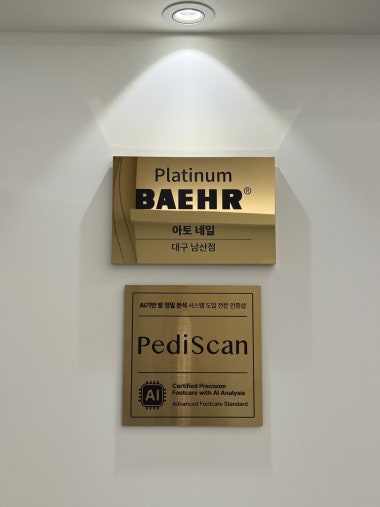 Platinum
BAEHR®
아토 네일
대구 남산점
AI기반 발 정밀 분석 시스템 도입 전문 인증샵
PediScan
AI
Certified Precision
Footcare with AI Analysis
Advanced Footcare Standard